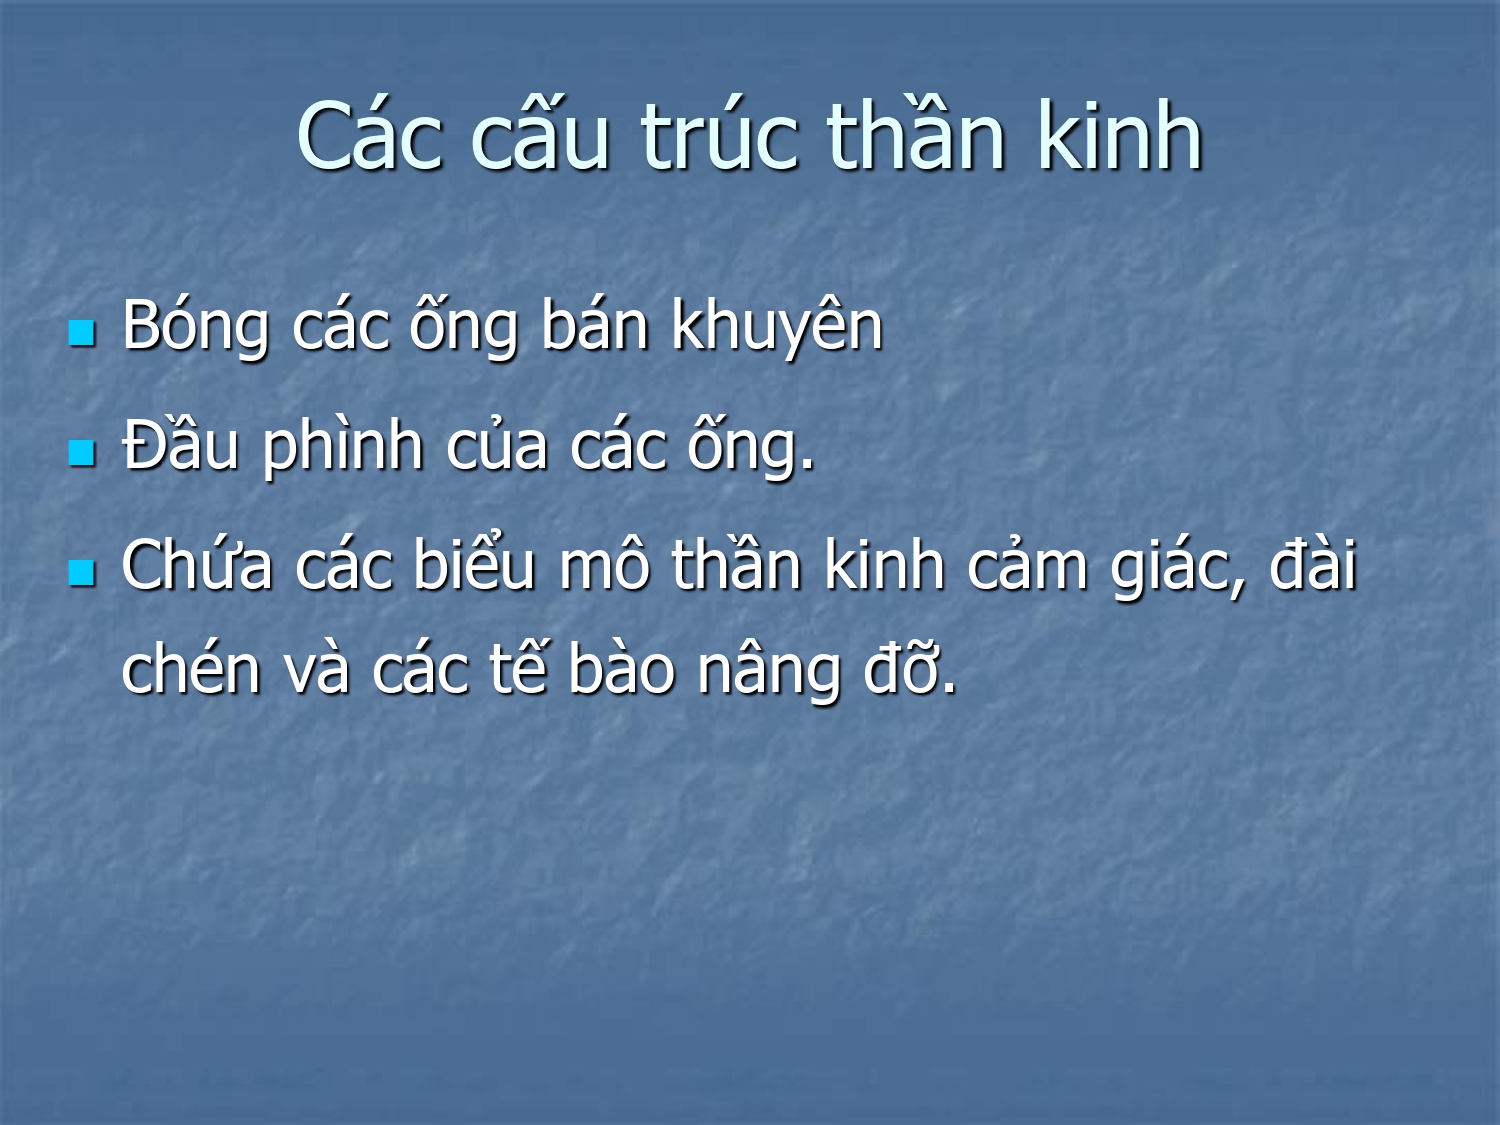 Các cấu trúc thần kinh
Bóng các ống bán khuyên
Đầu phình của các ống.
Chứa các biểu mô thần kinh cảm giác, đài
chén và các tế bào nâng đỡ.